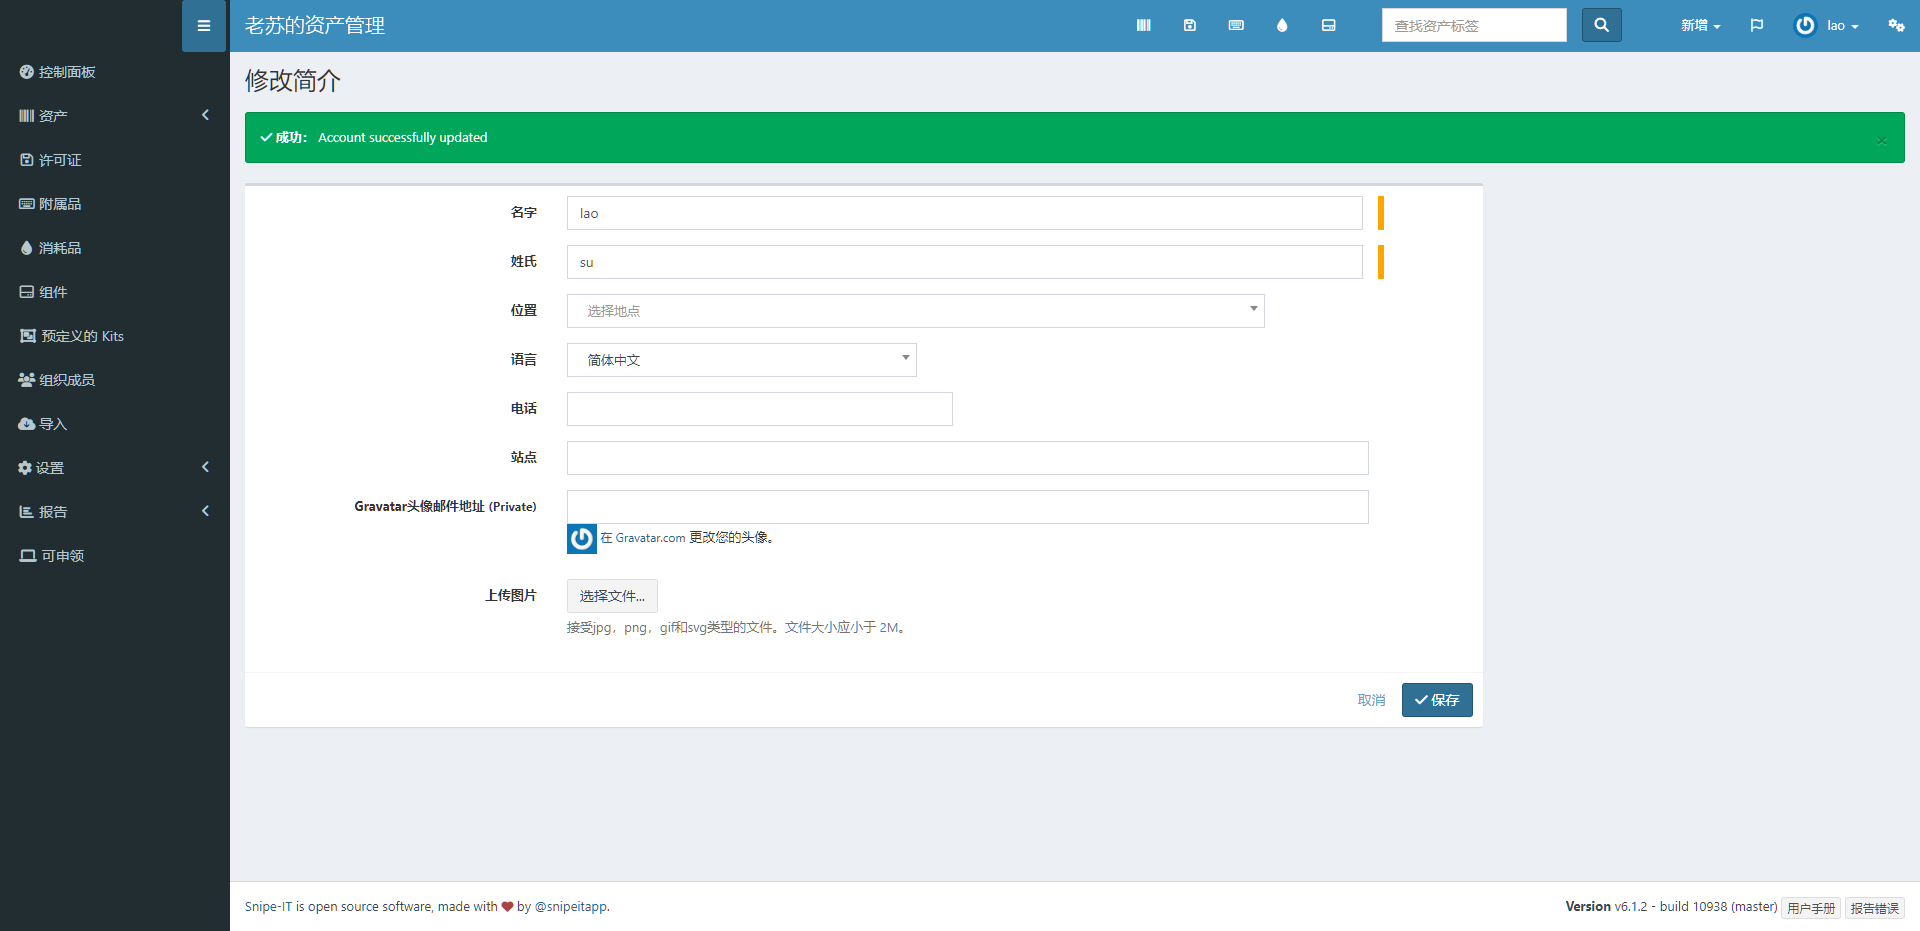 老苏的资产管理
查找资产标签
新增
lao
控制面板
资产
许可证
附属品
消耗品
组件
预定义的 Kits
组织成员
导入
设置
报告
可申领
修改简介
成功： Account successfully updated
×
名字
lao
姓氏
su
位置
选择地点
语言
简体中文
电话
站点
Gravatar头像邮件地址 (Private)
在 Gravatar.com 更改您的头像。
上传图片
选择文件...
接受jpg，png，gif和svg类型的文件。文件大小应小于 2M。
取消
保存
Snipe-IT is open source software, made with ❤ by @snipeitapp.
Version v6.1.2 - build 10938 (master) 用户手册 报告错误